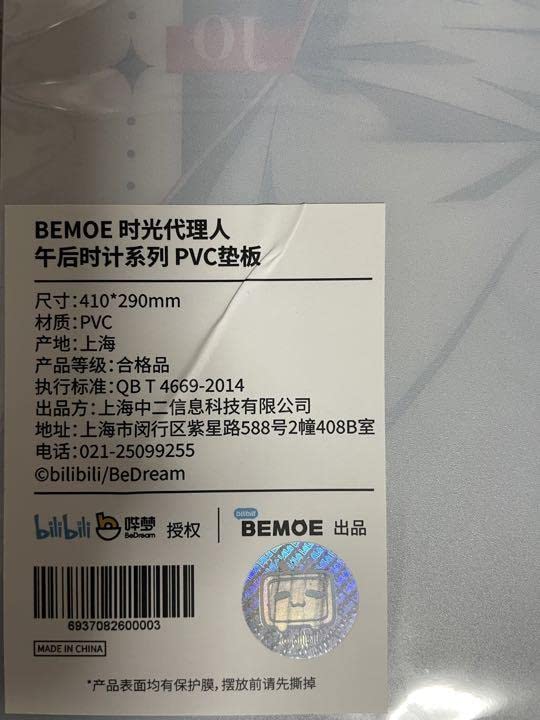 JO
BEMOE 时光代理人
午后时计系列 PVC垫板
尺寸：410*290mm
材质：PVC
产地：上海
产品等级：合格品
执行标准：QB T 4669-2014
出品方：上海中二信息科技有限公司
地址：上海市闵行区紫星路588号2幢408B室
电话：021-25099255
©bilibili/BeDream
bilibili 哔梦 BeDream 授权 bilibili BEMOE 出品
6937082600003
MADE IN CHINA
*产品表面均有保护膜，摆放前请先撕掉